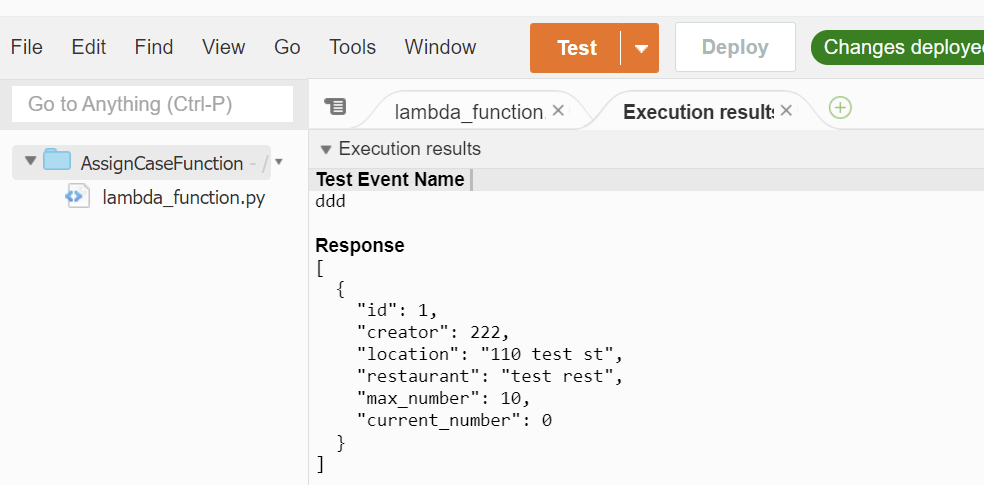 File Edit Find View Go Tools Window Test Deploy Changes deploye
Go to Anything (Ctrl-P) lambda_function Execution results
Execution results
AssignCaseFunction - /
Test Event Name
lambda_function.py
ddd
Response
[
{
"id": 1,
"creator": 222,
"location": "110 test st",
"restaurant": "test rest",
"max_number": 10,
"current_number": 0
}
]